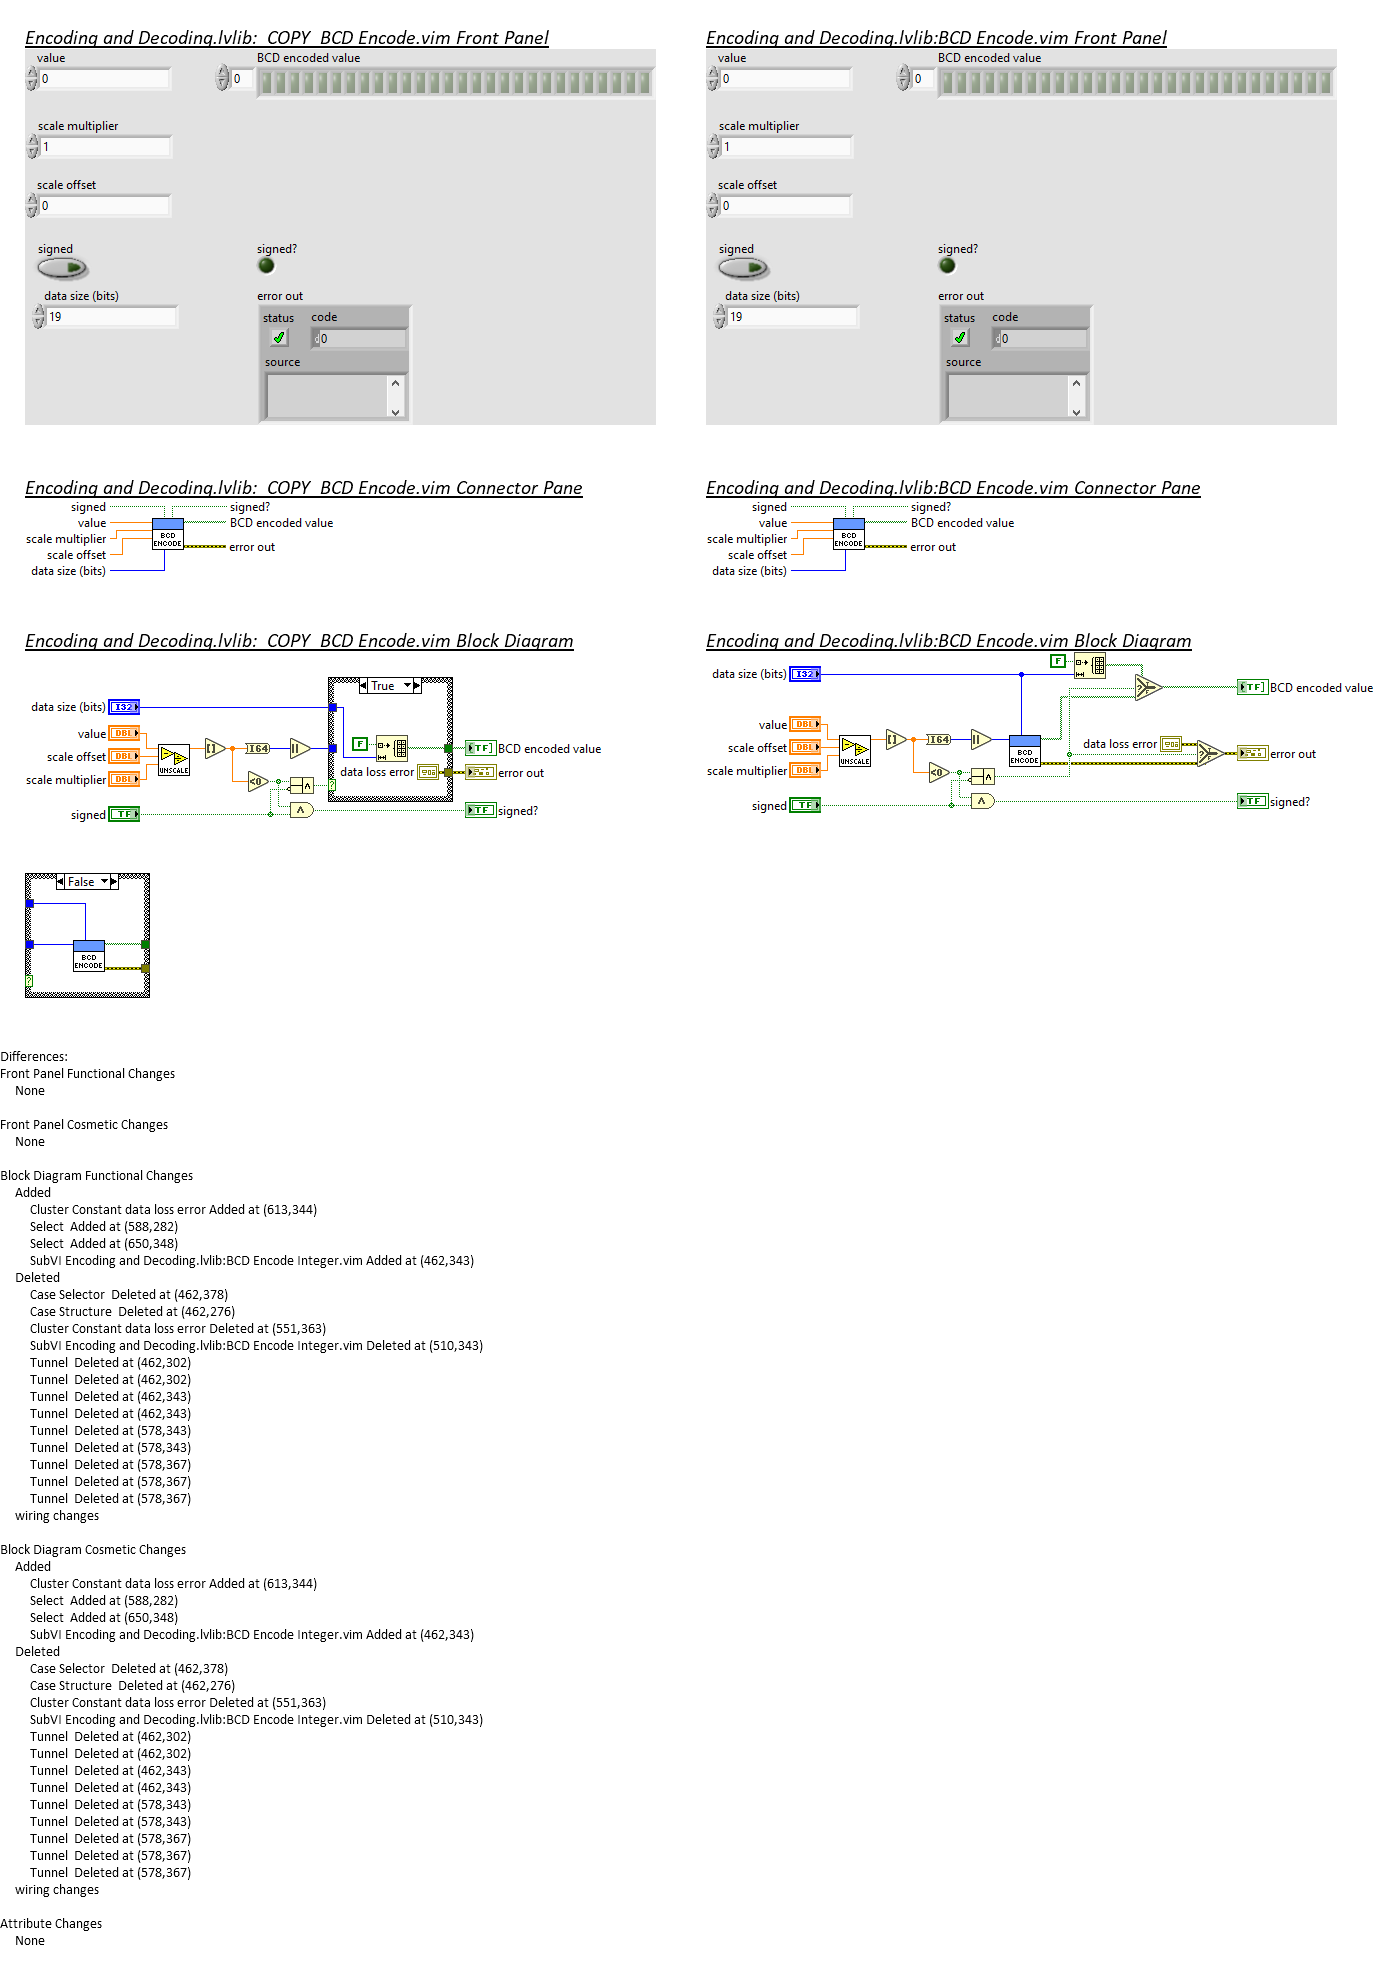 Encoding and Decoding.lvlib:_COPY_BCD Encode.vim Front Panel
value
0
0
BCD encoded value
scale multiplier
1
scale offset
0
signed
signed?
data size (bits)
19
error out
status
code
d0
source
Encoding and Decoding.lvlib:BCD Encode.vim Front Panel
value
0
0
BCD encoded value
scale multiplier
1
scale offset
0
signed
signed?
data size (bits)
19
error out
status
code
d0
source
Encoding and Decoding.lvlib:_COPY_BCD Encode.vim Connector Pane
signed
signed?
value
BCD encoded value
scale multiplier
BCD
ENCODE
error out
scale offset
data size (bits)
Encoding and Decoding.lvlib:BCD Encode.vim Connector Pane
signed
signed?
value
BCD encoded value
scale multiplier
BCD
ENCODE
error out
scale offset
data size (bits)
Encoding and Decoding.lvlib:_COPY_BCD Encode.vim Block Diagram
True
data size (bits)
I32
value
DBL
scale offset
DBL
scale multiplier
DBL
UNSCALE
[]
I64
||
<0
F
data loss error
?
TF
BCD encoded value
error out
signed
TF
TF
signed?
Encoding and Decoding.lvlib:BCD Encode.vim Block Diagram
F
data size (bits)
I32
TF
BCD encoded value
value
DBL
scale offset
DBL
scale multiplier
DBL
UNSCALE
[]
I64
||
BCD
ENCODE
data loss error
error out
<0
signed
TF
TF
signed?
False
BCD
ENCODE
?
Differences:
Front Panel Functional Changes
None
Front Panel Cosmetic Changes
None
Block Diagram Functional Changes
Added
Cluster Constant data loss error Added at (613,344)
Select  Added at (588,282)
Select  Added at (650,348)
SubVI Encoding and Decoding.lvlib:BCD Encode Integer.vim Added at (462,343)
Deleted
Case Selector  Deleted at (462,378)
Case Structure  Deleted at (462,276)
Cluster Constant data loss error Deleted at (551,363)
SubVI Encoding and Decoding.lvlib:BCD Encode Integer.vim Deleted at (510,343)
Tunnel  Deleted at (462,302)
Tunnel  Deleted at (462,302)
Tunnel  Deleted at (462,343)
Tunnel  Deleted at (462,343)
Tunnel  Deleted at (578,343)
Tunnel  Deleted at (578,343)
Tunnel  Deleted at (578,367)
Tunnel  Deleted at (578,367)
Tunnel  Deleted at (578,367)
wiring changes
Block Diagram Cosmetic Changes
Added
Cluster Constant data loss error Added at (613,344)
Select  Added at (588,282)
Select  Added at (650,348)
SubVI Encoding and Decoding.lvlib:BCD Encode Integer.vim Added at (462,343)
Deleted
Case Selector  Deleted at (462,378)
Case Structure  Deleted at (462,276)
Cluster Constant data loss error Deleted at (551,363)
SubVI Encoding and Decoding.lvlib:BCD Encode Integer.vim Deleted at (510,343)
Tunnel  Deleted at (462,302)
Tunnel  Deleted at (462,302)
Tunnel  Deleted at (462,343)
Tunnel  Deleted at (462,343)
Tunnel  Deleted at (578,343)
Tunnel  Deleted at (578,343)
Tunnel  Deleted at (578,367)
Tunnel  Deleted at (578,367)
Tunnel  Deleted at (578,367)
wiring changes
Attribute Changes
None